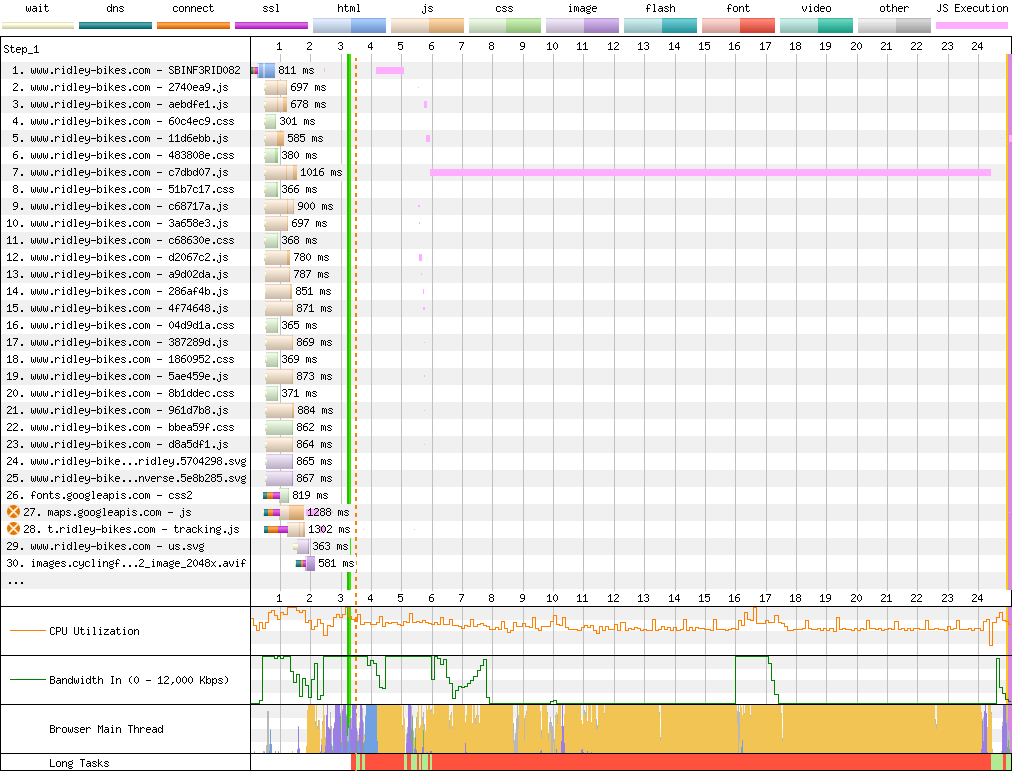 wait dns connect ssl html js css image flash font video other JS Execution
Step_1 1 2 3 4 5 6 7 8 9 10 11 12 13 14 15 16 17 18 19 20 21 22 23 24
1. www.ridley-bikes.com - SBINF3RID082 811 ms
2. www.ridley-bikes.com - 2740ea9.js 697 ms
3. www.ridley-bikes.com - aebdfe1.js 678 ms
4. www.ridley-bikes.com - 60c4ec9.css 301 ms
5. www.ridley-bikes.com - 11d6ebb.js 585 ms
6. www.ridley-bikes.com - 483808e.css 380 ms
7. www.ridley-bikes.com - c7dbd07.js 1016 ms
8. www.ridley-bikes.com - 51b7c17.css 366 ms
9. www.ridley-bikes.com - c68717a.js 900 ms
10. www.ridley-bikes.com - 3a658e3.js 697 ms
11. www.ridley-bikes.com - c68630e.css 368 ms
12. www.ridley-bikes.com - d2067c2.js 780 ms
13. www.ridley-bikes.com - a9d02da.js 787 ms
14. www.ridley-bikes.com - 286af4b.js 851 ms
15. www.ridley-bikes.com - 4f74648.js 871 ms
16. www.ridley-bikes.com - 04d9d1a.css 365 ms
17. www.ridley-bikes.com - 387289d.js 869 ms
18. www.ridley-bikes.com - 1860952.css 369 ms
19. www.ridley-bikes.com - 5ae459e.js 873 ms
20. www.ridley-bikes.com - 8b1ddec.css 371 ms
21. www.ridley-bikes.com - 961d7b8.js 884 ms
22. www.ridley-bikes.com - bbea59f.css 862 ms
23. www.ridley-bikes.com - d8a5df1.js 864 ms
24. www.ridley-bike...ridley.5704298.svg 865 ms
25. www.ridley-bike...nverse.5e8b285.svg 867 ms
26. fonts.googleapis.com - css2 819 ms
27. maps.googleapis.com - js 1288 ms
28. t.ridley-bikes.com - tracking.js 1302 ms
29. www.ridley-bikes.com - us.svg 363 ms
30. images.cyclingf...2_image_2048x.avif 581 ms
...
1 2 3 4 5 6 7 8 9 10 11 12 13 14 15 16 17 18 19 20 21 22 23 24
CPU Utilization
Bandwidth In (0 - 12,000 Kbps)
Browser Main Thread
Long Tasks